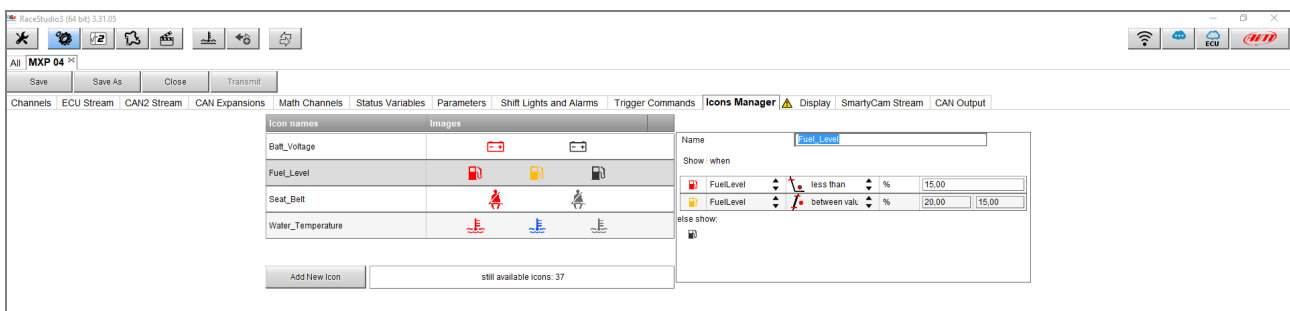 RaceStudio3 (64 bit) 3.31.05
ECU
AiM
All MXP 04
Save Save As Close Transmit
Channels ECU Stream CAN2 Stream CAN Expansions Math Channels Status Variables Parameters Shift Lights and Alarms Trigger Commands Icons Manager Display SmartyCam Stream CAN Output
Icon names Images
Name Fuel_Level
Batt_Voltage
Show when
Fuel_Level
FuelLevel less than % 15,00
Seat_Belt
FuelLevel between valu % 20,00 15,00
else show:
Water_Temperature
Add New Icon still available icons: 37